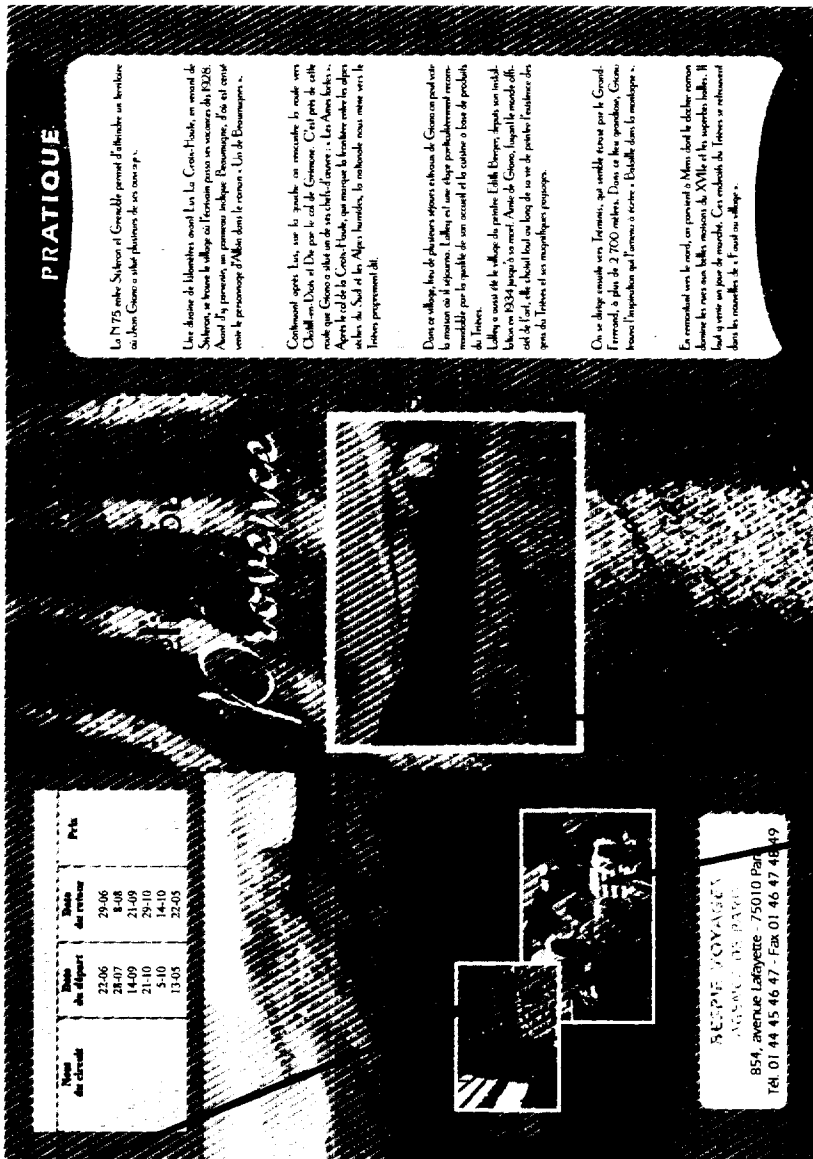 PRATIQUE
La N 75 entre Sisteron et Grenoble permet d'atteindre un territoire
où Jean Giono a situé plusieurs de ses ouvrages.
Une dizaine de kilomètres avant Lus La Croix-Haute, en venant de
Sisteron, se trouve le village où l'écrivain passa ses vacances dès 1928.
Avant d'y parvenir, un panneau indique Baumugne, d'où est censé
venir le personnage d'Albin dans le roman « Un de Baumugnes ».
Continuant après Lus, sur la gauche on rencontre la route vers
Chatill-en-Diois et Die par le col de Grimone. C'est près de cette
route que Giono a situé un de ses chefs-d'œuvre : « Les Ames fortes ».
Après le col de la Croix-Haute, qui marque la frontière entre les alpes
sèches du Sud et les Alpes humides, la nationale nous mène vers le
Trièves proprement dit.
Dans ce village, lieu de plusieurs séjours estivaux de Giono on peut voir
la maison où il séjourna. Lalley est une étape particulièrement recom-
mandable par la qualité de son accueil et la cuisine à base de produits
du Trièves.
Lalley a aussi été le village du peintre Edith Berger, depuis son instal-
lation en 1934 jusqu'à sa mort. Amie de Giono, fuyant le monde offi-
ciel de l'art, elle choisit tout au long de sa vie de peindre l'existence des
gens du Trièves et ses magnifiques paysages.
On se dirige ensuite vers Tréminis, qui semble écrasé par le Grand-
Ferrand, à plus de 2 700 mètres. Dans ce lieu grandiose, Giono
trouva l'inspiration qui l'amena à écrire « Bataille dans la montagne ».
En remontant vers le nord, on parvient à Mens dont le clocher roman
domine les rues aux belles maisons du XVIIe et les superbes halles. Il
faut y venir un jour de marché. Ces endroits du Trièves se retrouvent
dans les nouvelles de « Faust au village ».
Provence
Nom du circuit | Date du départ | Date du retour | Prix
22-06 29-06
28-07 8-08
14-09 21-09
21-10 29-10
5-10 14-10
13-05 22-05
VOYAGES
AGENCE DE PARIS
854, avenue Lafayette - 75010 Paris
Tél. 01 44 45 46 47 - Fax 01 46 47 48 49